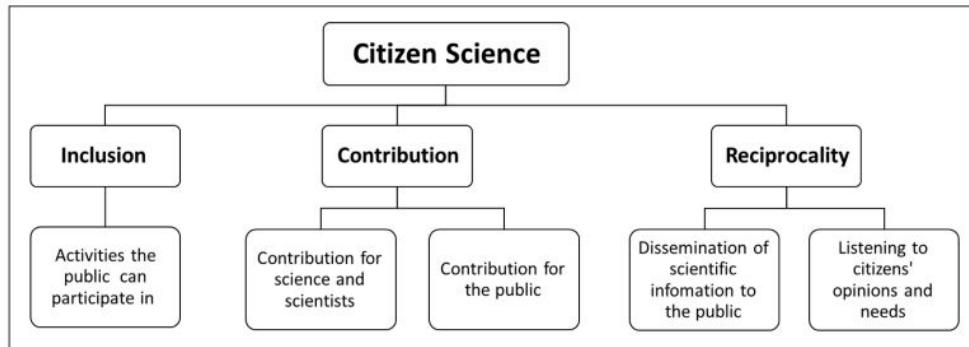 Citizen Science
Inclusion
Contribution
Reciprocality
Activities the
public can
participate in
Contribution for
science and
scientists
Contribution for
the public
Dissemination of
scientific
infomation to
the public
Listening to
citizens'
opinions and
needs